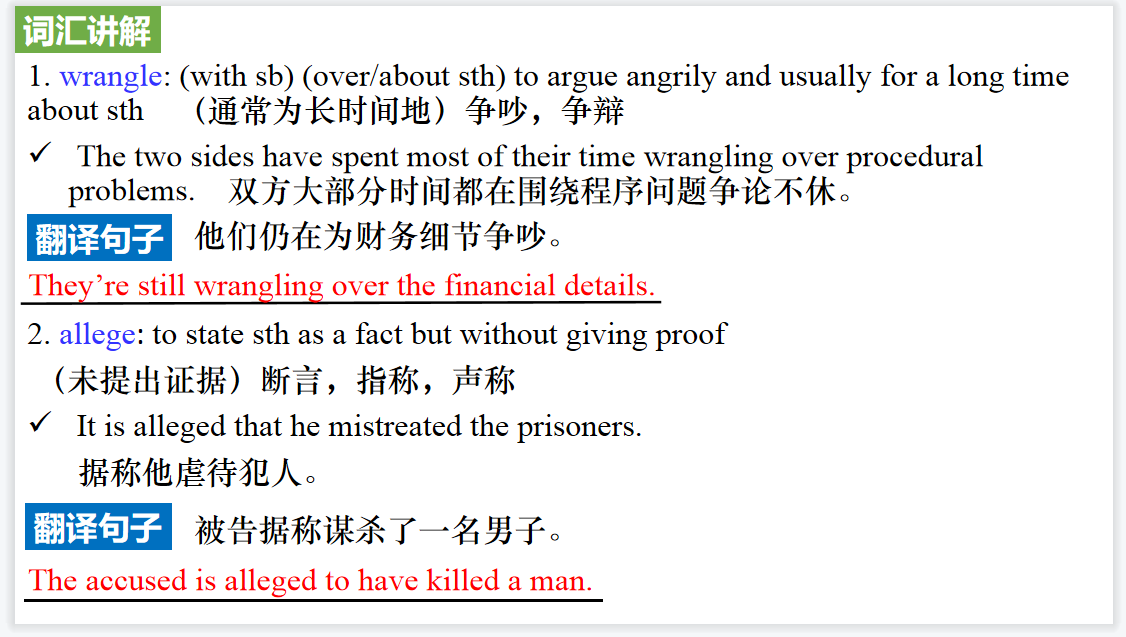 词汇讲解
1. wrangle: (with sb) (over/about sth) to argue angrily and usually for a long time
about sth （通常为长时间地）争吵，争辩
✓ The two sides have spent most of their time wrangling over procedural
problems. 双方大部分时间都在围绕程序问题争论不休。
翻译句子 他们仍在为财务细节争吵。
They’re still wrangling over the financial details.
2. allege: to state sth as a fact but without giving proof
（未提出证据）断言，指称，声称
✓ It is alleged that he mistreated the prisoners.
据称他虐待犯人。
翻译句子 被告据称谋杀了一名男子。
The accused is alleged to have killed a man.